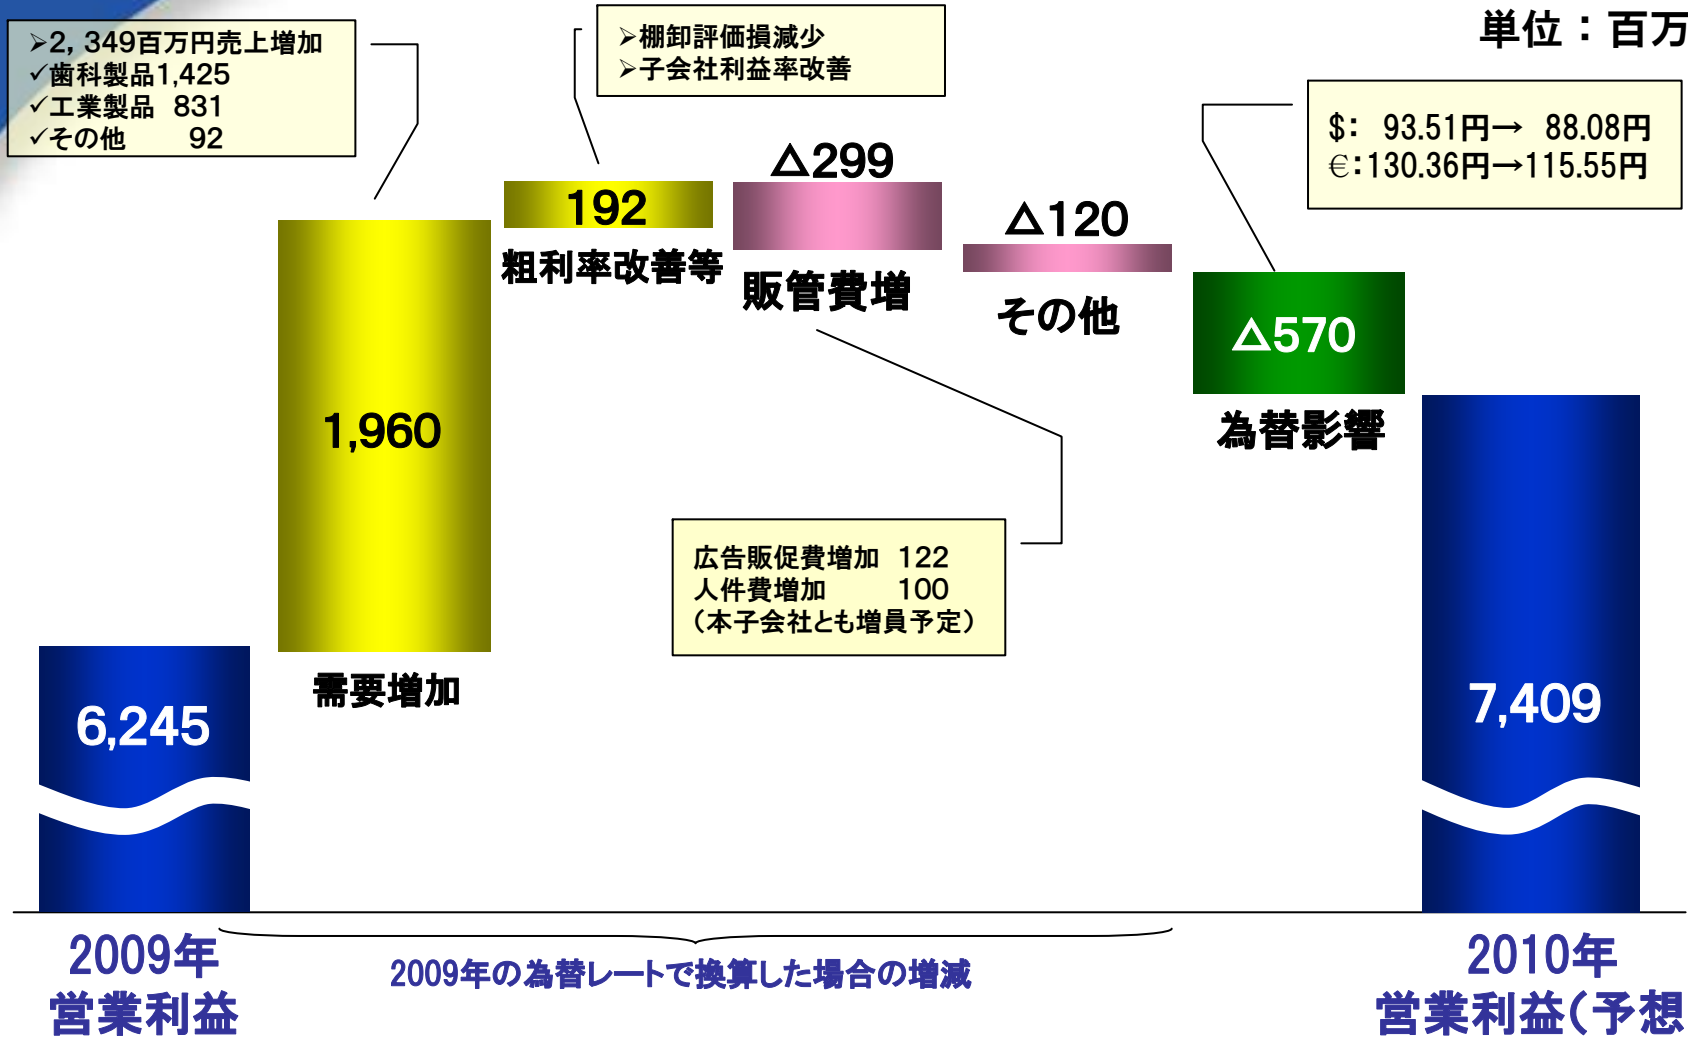 単位：百万
➢2, 349百万円売上増加
✓歯科製品1,425
✓工業製品 831
✓その他 92
➢棚卸評価損減少
➢子会社利益率改善
$： 93.51円→ 88.08円
€：130.36円→115.55円
△299
192
△120
粗利率改善等
販管費増
その他
△570
1,960
為替影響
広告販促費増加 122
人件費増加 100
（本子会社とも増員予定）
需要増加
6,245
7,409
2009年
営業利益
2009年の為替レートで換算した場合の増減
2010年
営業利益（予想